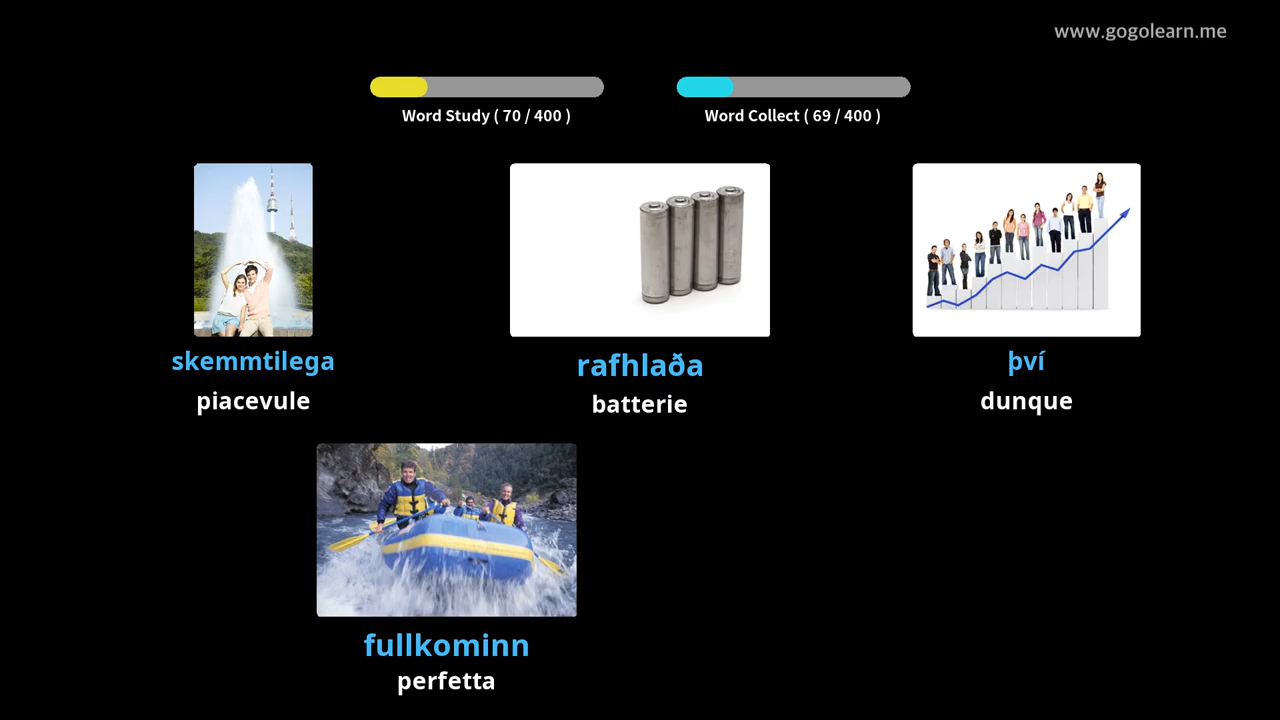 www.gogolearn.me
Word Study ( 70 / 400 )
Word Collect ( 69 / 400 )
skemmtilega
piacevule
rafhlaða
batterie
því
dunque
fullkominn
perfetta